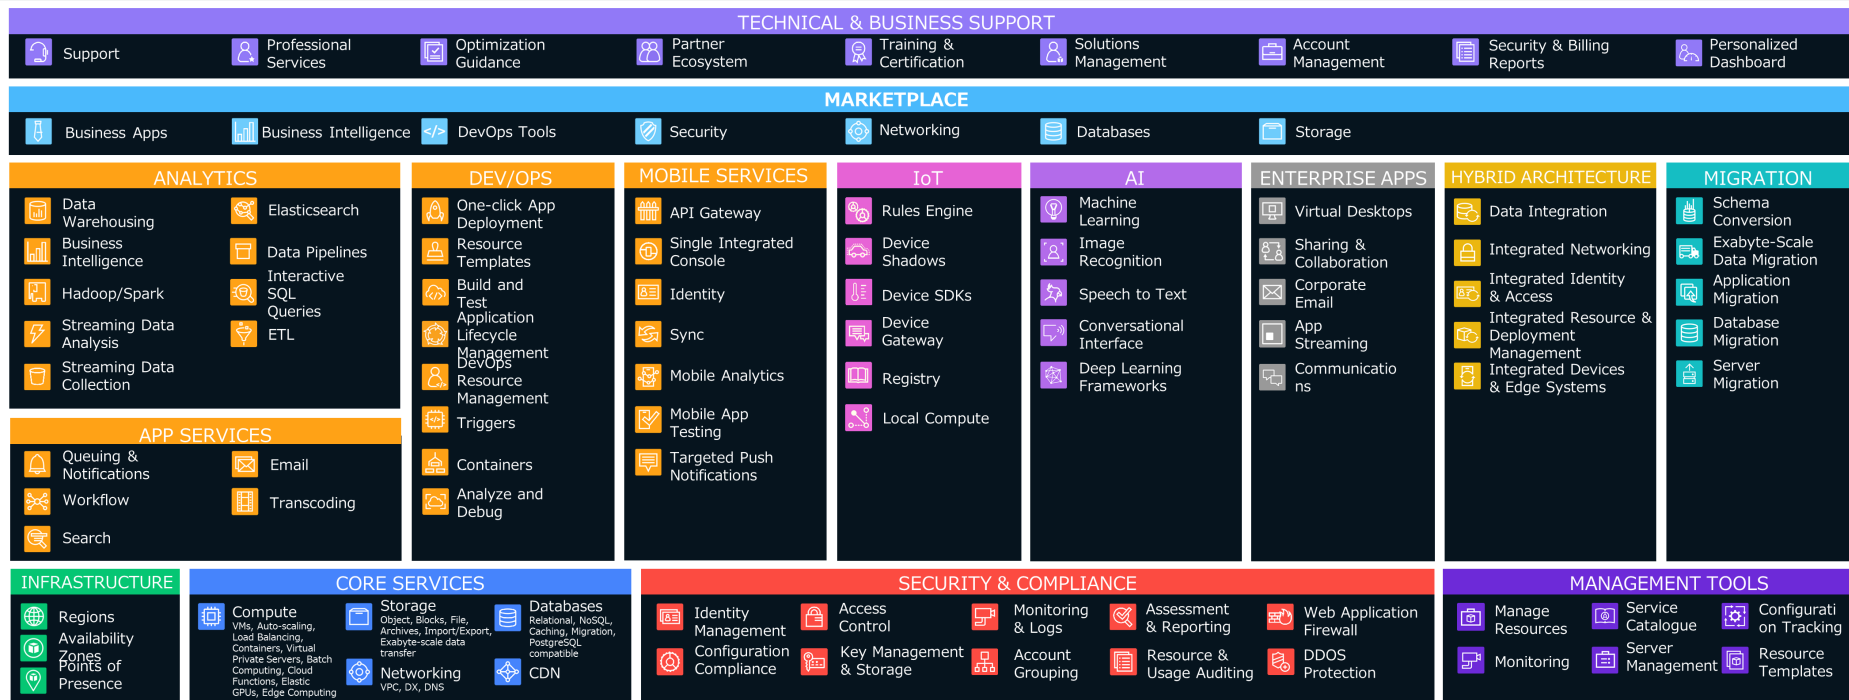 TECHNICAL & BUSINESS SUPPORT
Support
Professional
Services
Optimization
Guidance
Partner
Ecosystem
Training &
Certification
Solutions
Management
Account
Management
Security & Billing
Reports
Personalized
Dashboard
MARKETPLACE
Business Apps
Business Intelligence
DevOps Tools
Security
Networking
Databases
Storage
ANALYTICS
Data
Warehousing
Business
Intelligence
Hadoop/Spark
Streaming Data
Analysis
Streaming Data
Collection
Elasticsearch
Data Pipelines
Interactive
SQL
Queries
ETL
APP SERVICES
Queuing &
Notifications
Workflow
Search
Email
Transcoding
DEV/OPS
One-click App
Deployment
Resource
Templates
Build and
Test
Application
Lifecycle
Management
DevOps
Resource
Management
Triggers
Containers
Analyze and
Debug
MOBILE SERVICES
API Gateway
Single Integrated
Console
Identity
Sync
Mobile Analytics
Mobile App
Testing
Targeted Push
Notifications
IoT
Rules Engine
Device
Shadows
Device SDKs
Device
Gateway
Registry
Local Compute
AI
Machine
Learning
Image
Recognition
Speech to Text
Conversational
Interface
Deep Learning
Frameworks
ENTERPRISE APPS
Virtual Desktops
Sharing &
Collaboration
Corporate
Email
App
Streaming
Communicatio
ns
HYBRID ARCHITECTURE
Data Integration
Integrated Networking
Integrated Identity
& Access
Integrated Resource &
Deployment
Management
Integrated Devices
& Edge Systems
MIGRATION
Schema
Conversion
Exabyte-Scale
Data Migration
Application
Migration
Database
Migration
Server
Migration
INFRASTRUCTURE
Regions
Availability
Zones
Points of
Presence
CORE SERVICES
Compute
VMs, Auto-scaling,
Load Balancing,
Containers, Virtual
Private Servers, Batch
Computing, Cloud
Functions, Elastic
GPUs, Edge Computing
Storage
Object, Blocks, File,
Archives, Import/Export,
Exabyte-scale data
transfer
Networking
VPC, DX, DNS
Databases
Relational, NoSQL,
Caching, Migration,
PostgreSQL
compatible
CDN
SECURITY & COMPLIANCE
Identity
Management
Access
Control
Monitoring
& Logs
Assessment
& Reporting
Web Application
Firewall
Configuration
Compliance
Key Management
& Storage
Account
Grouping
Resource &
Usage Auditing
DDOS
Protection
MANAGEMENT TOOLS
Manage
Resources
Service
Catalogue
Configurati
on Tracking
Monitoring
Server
Management
Resource
Templates